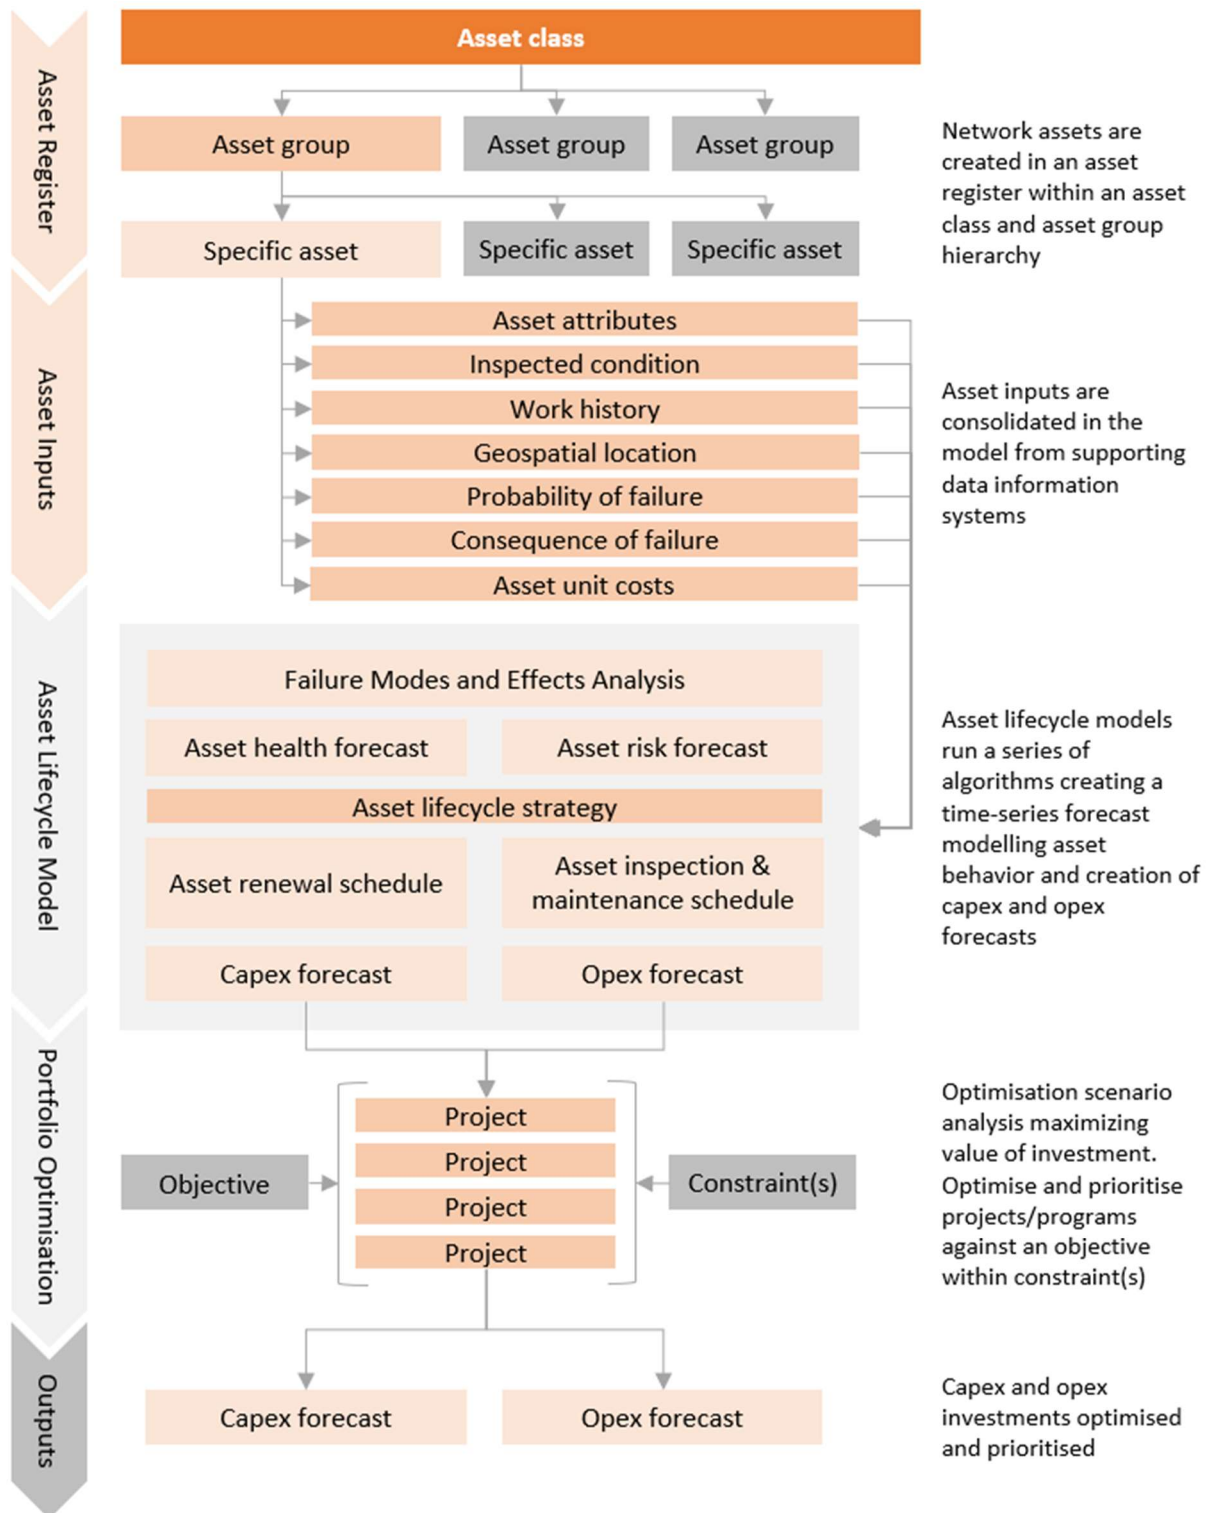 Asset class
Asset Register
Asset group
Asset group
Asset group
Network assets are
created in an asset
register within an asset
class and asset group
hierarchy
Specific asset
Specific asset
Specific asset
Asset Inputs
Asset attributes
Inspected condition
Work history
Geospatial location
Probability of failure
Consequence of failure
Asset unit costs
Asset inputs are
consolidated in the
model from supporting
data information
systems
Asset Lifecycle Model
Failure Modes and Effects Analysis
Asset health forecast
Asset risk forecast
Asset lifecycle strategy
Asset renewal schedule
Asset inspection &
maintenance schedule
Capex forecast
Opex forecast
Asset lifecycle models
run a series of
algorithms creating a
time-series forecast
modelling asset
behavior and creation of
capex and opex
forecasts
Portfolio Optimisation
Objective
Project
Project
Project
Project
Constraint(s)
Optimisation scenario
analysis maximizing
value of investment.
Optimise and prioritise
projects/programs
against an objective
within constraint(s)
Outputs
Capex forecast
Opex forecast
Capex and opex
investments optimised
and prioritised